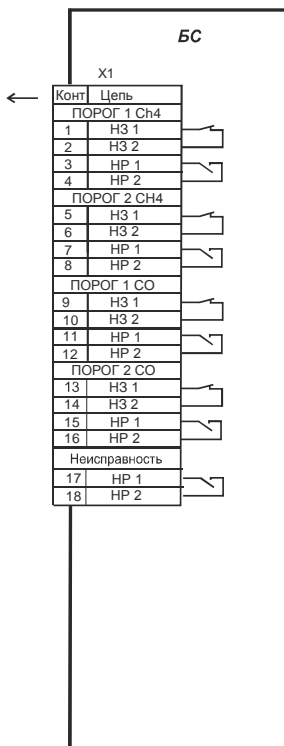 БС
X1
Конт Цепь
ПОРОГ 1 Ch4
1 НЗ 1
2 НЗ 2
3 НР 1
4 НР 2
ПОРОГ 2 CH4
5 НЗ 1
6 НЗ 2
7 НР 1
8 НР 2
ПОРОГ 1 CO
9 НЗ 1
10 НЗ 2
11 НР 1
12 НР 2
ПОРОГ 2 CO
13 НЗ 1
14 НЗ 2
15 НР 1
16 НР 2
Неисправность
17 НР 1
18 НР 2